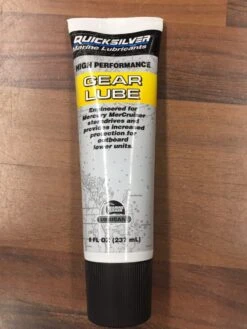 QUICKSILVER
Marine Lubricants
HIGH PERFORMANCE
GEAR
LUBE
Engineered for
Mercury MerCruiser
sterndrives and
provides increased
protection for
outboard
lower units.
LUBRICANT
8 FL OZ (237 mL)